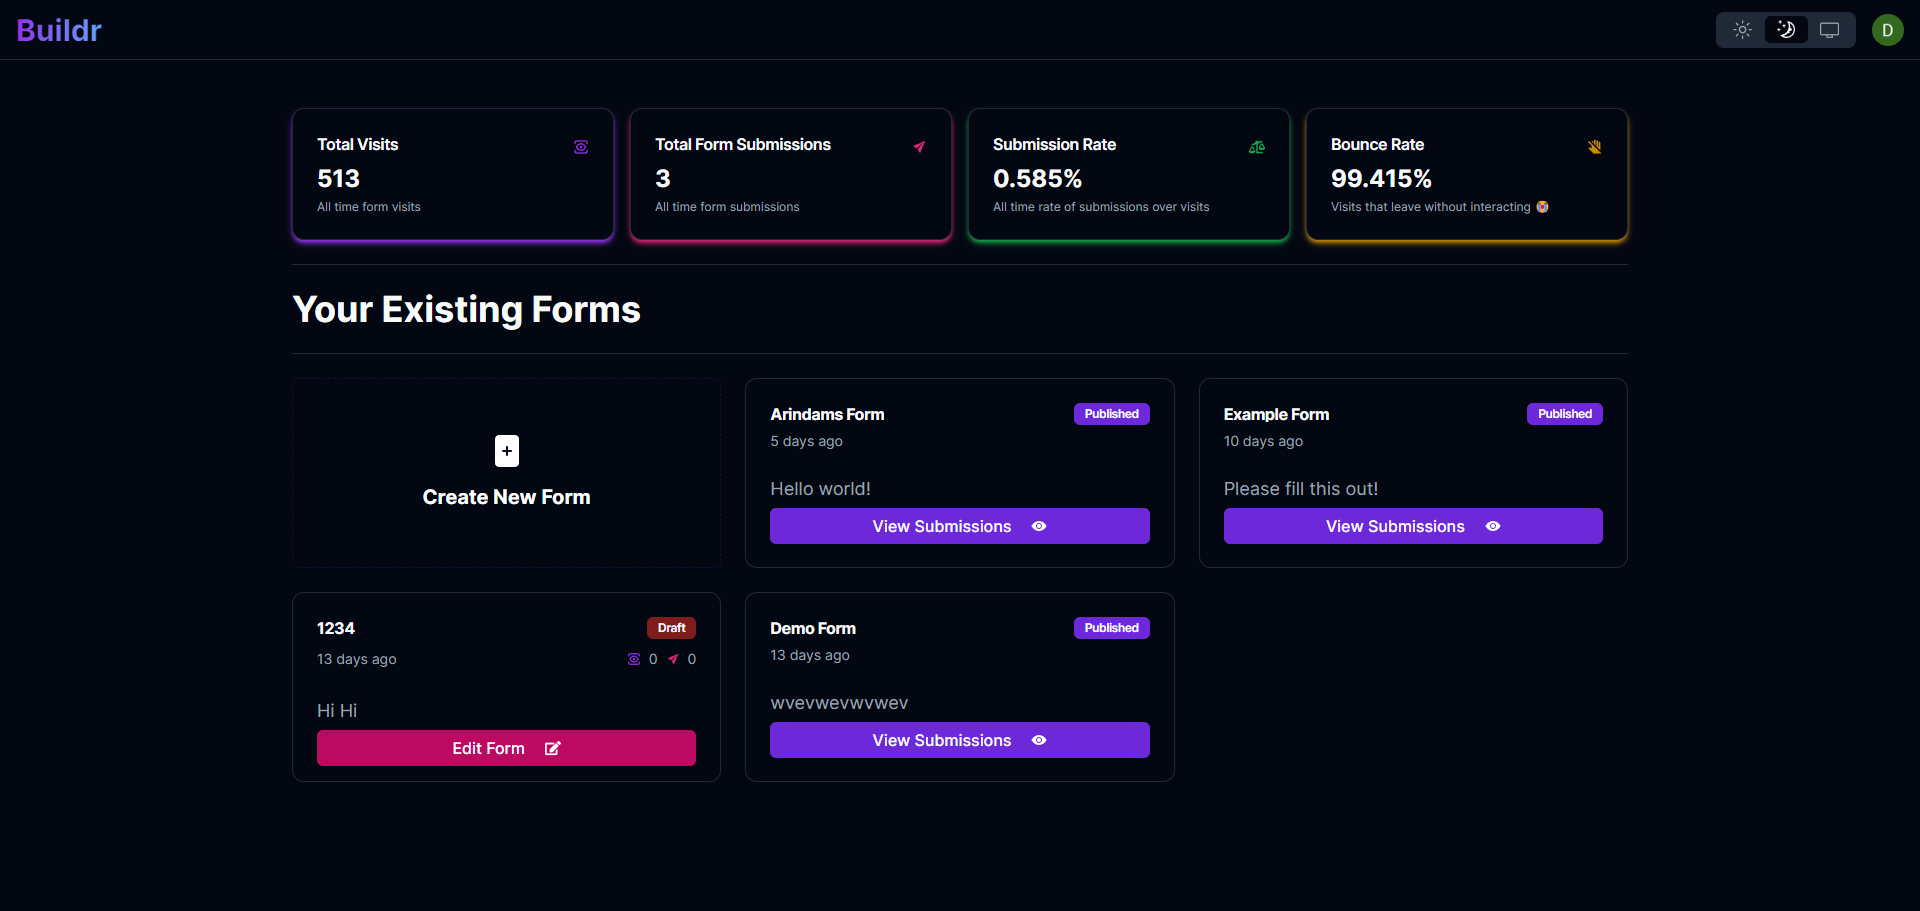 Buildr
D
Total Visits
513
All time form visits
Total Form Submissions
3
All time form submissions
Submission Rate
0.585%
All time rate of submissions over visits
Bounce Rate
99.415%
Visits that leave without interacting
Your Existing Forms
Create New Form
Arindams Form
Published
5 days ago
Hello world!
View Submissions
Example Form
Published
10 days ago
Please fill this out!
View Submissions
1234
Draft
13 days ago
0 0
Hi Hi
Edit Form
Demo Form
Published
13 days ago
wvevwevwvwev
View Submissions